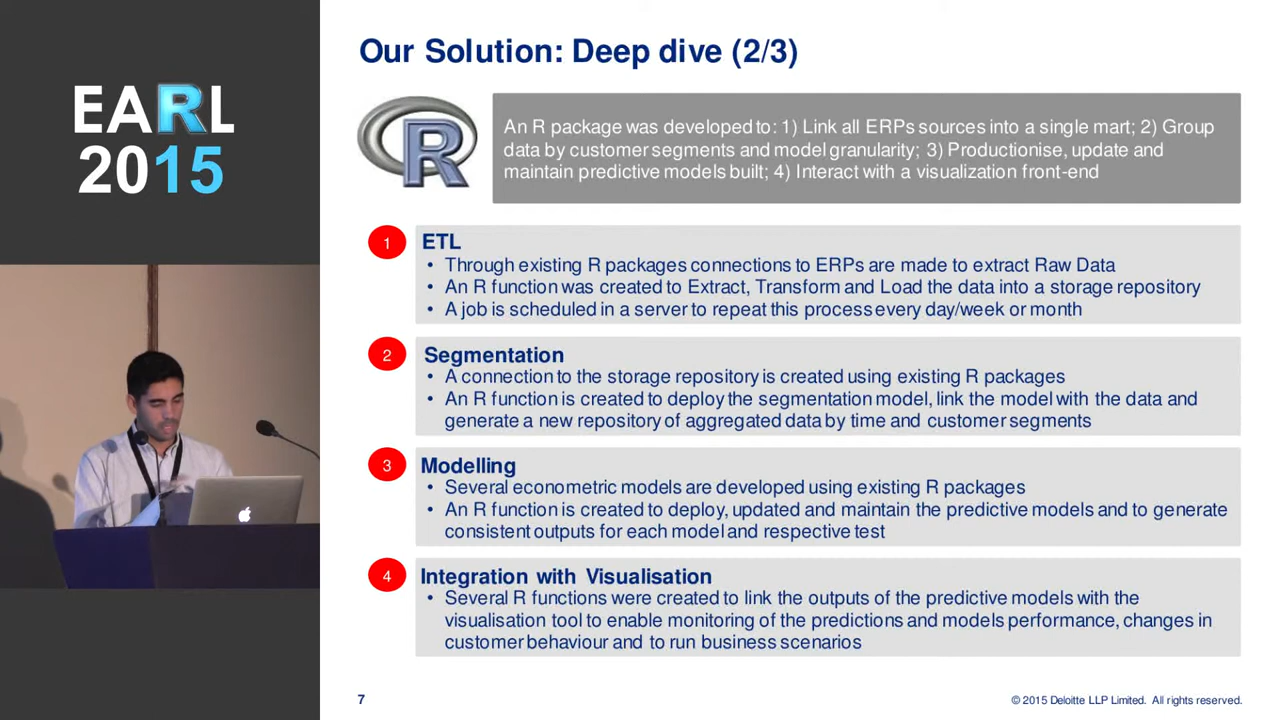 EARL
2015
Our Solution: Deep dive (2/3)
R
An R package was developed to: 1) Link all ERPs sources into a single mart; 2) Group
data by customer segments and model granularity; 3) Productionise, update and
maintain predictive models built; 4) Interact with a visualization front-end
1
ETL
• Through existing R packages connections to ERPs are made to extract Raw Data
• An R function was created to Extract, Transform and Load the data into a storage repository
• A job is scheduled in a server to repeat this process every day/week or month
2
Segmentation
• A connection to the storage repository is created using existing R packages
• An R function is created to deploy the segmentation model, link the model with the data and
generate a new repository of aggregated data by time and customer segments
3
Modelling
• Several econometric models are developed using existing R packages
• An R function is created to deploy, updated and maintain the predictive models and to generate
consistent outputs for each model and respective test
4
Integration with Visualisation
• Several R functions were created to link the outputs of the predictive models with the
visualisation tool to enable monitoring of the predictions and models performance, changes in
customer behaviour and to run business scenarios
7
© 2015 Deloitte LLP Limited. All rights reserved.